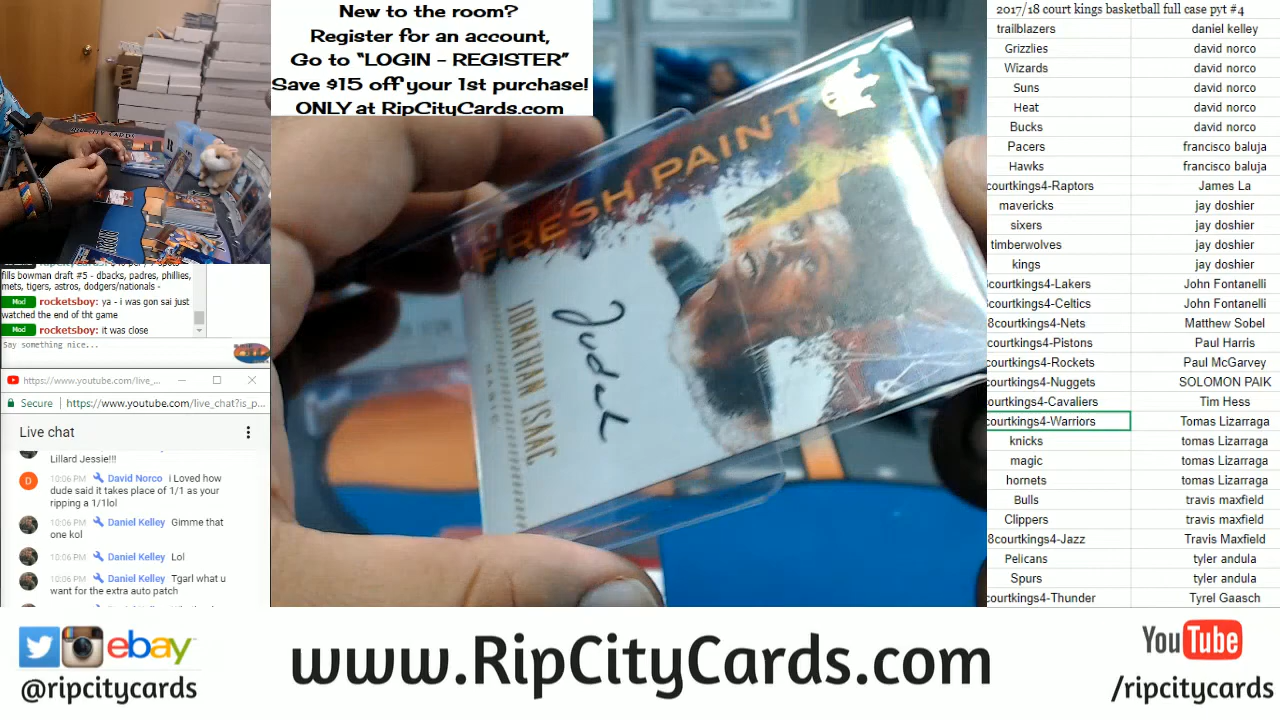 New to the room?
Register for an account,
Go to "LOGIN - REGISTER"
Save $15 off your 1st purchase!
ONLY at RipCityCards.com
RIP CITY CARDS
fills bowman draft #5 - dbacks, padres, phillies,
mets, tigers, astros, dodgers/nationals -
Mod rocketsboy: ya - i was gon sai just
watched the end of tht game
Mod rocketsboy: it was close
Say something nice...
https://www.youtube.com/live_...
Secure https://www.youtube.com/live_chat?is_p...
Live chat
Lillard Jessie!!!
D 10:06 PM David Norco i Loved how
dude said it takes place of 1/1 as your
ripping a 1/1lol
10:06 PM Daniel Kelley Gimme that
one kol
10:06 PM Daniel Kelley Lol
10:06 PM Daniel Kelley Tgarl what u
want for the extra auto patch
FRESH PAINT
Judah
JONATHAN ISAAC
MAGIC
2017/18 court kings basketball full case pyt #4
trailblazers daniel kelley
Grizzlies david norco
Wizards david norco
Suns david norco
Heat david norco
Bucks david norco
Pacers francisco baluja
Hawks francisco baluja
courtkings4-Raptors James La
mavericks jay doshier
sixers jay doshier
timberwolves jay doshier
kings jay doshier
8courtkings4-Lakers John Fontanelli
8courtkings4-Celtics John Fontanelli
8courtkings4-Nets Matthew Sobel
courtkings4-Pistons Paul Harris
courtkings4-Rockets Paul McGarvey
courtkings4-Nuggets SOLOMON PAIK
courtkings4-Cavaliers Tim Hess
courtkings4-Warriors Tomas Lizarraga
knicks tomas Lizarraga
magic tomas Lizarraga
hornets tomas Lizarraga
Bulls travis maxfield
Clippers travis maxfield
8courtkings4-Jazz Travis Maxfield
Pelicans tyler andula
Spurs tyler andula
courtkings4-Thunder Tyrel Gaasch
ebay
@ripcitycards
www.RipCityCards.com
YouTube
/ripcitycards